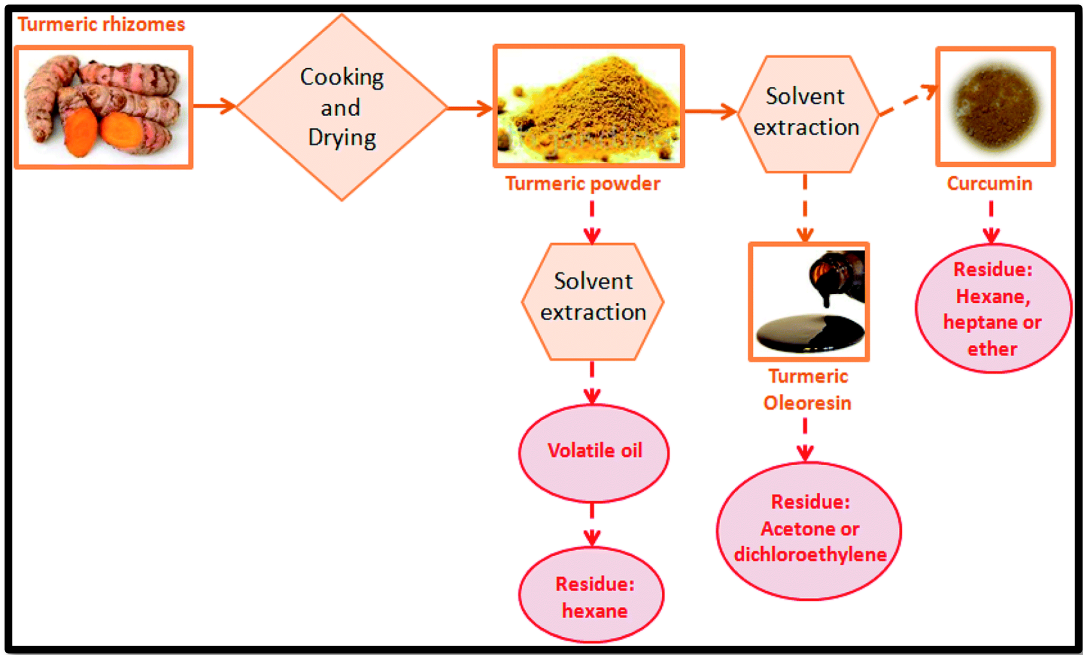 Turmeric rhizomes
Cooking
and
Drying
Turmeric powder
Solvent
extraction
Curcumin
Residue:
Hexane,
heptane or
ether
Solvent
extraction
Turmeric
Oleoresin
Volatile oil
Residue:
Acetone or
dichloroethylene
Residue:
hexane